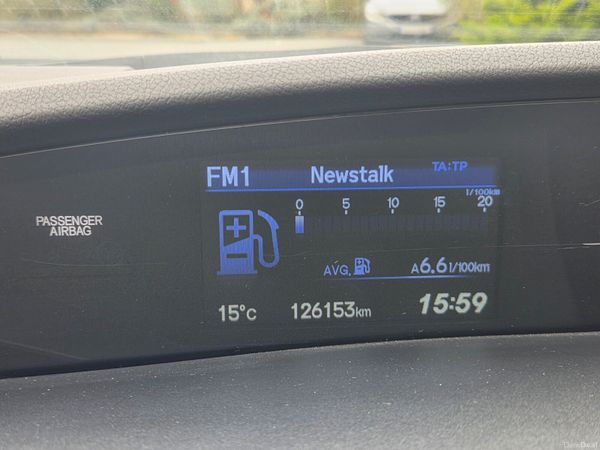 FM1 Newstalk TA:TP
l/100km
0 5 10 15 20
PASSENGER
AIRBAG
AVG. A6.6l/100km
15°C 126153km 15:59
DoneDeal